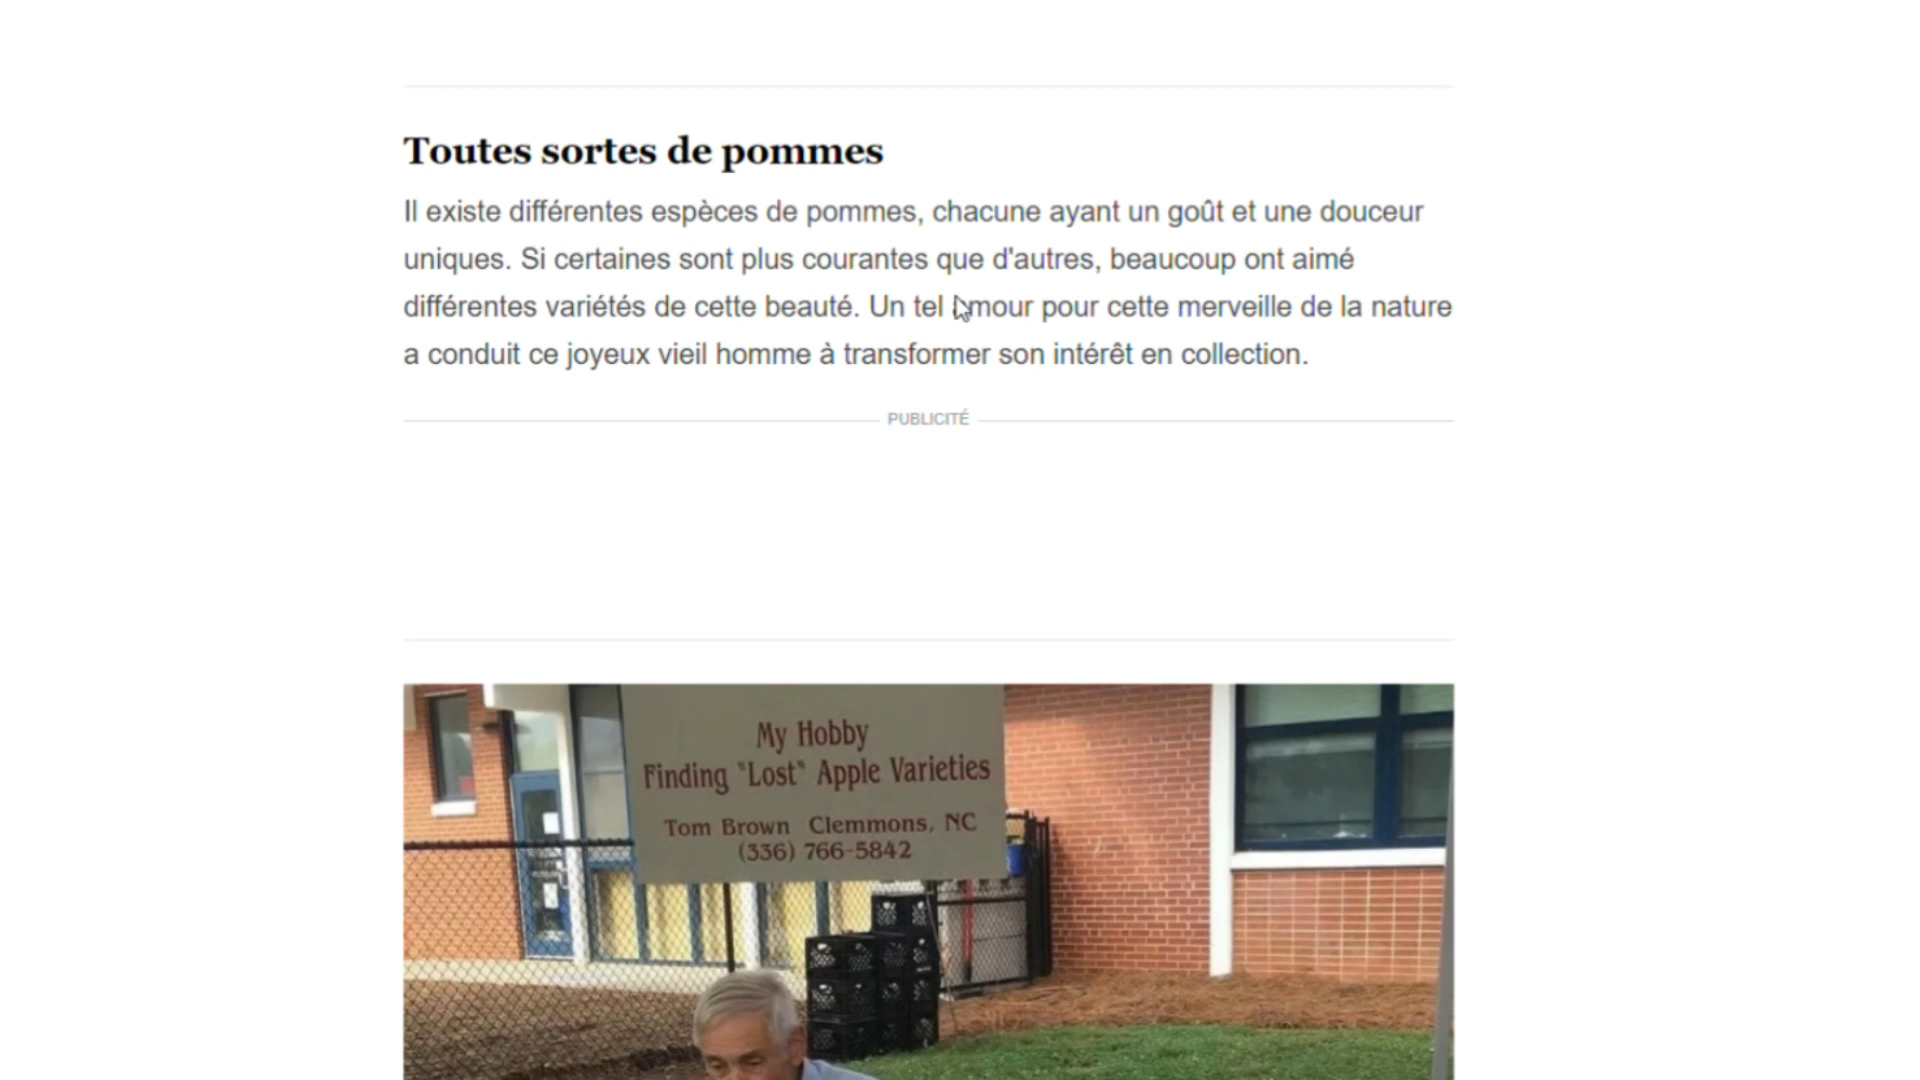 Toutes sortes de pommes
Il existe différentes espèces de pommes, chacune ayant un goût et une douceur
uniques. Si certaines sont plus courantes que d'autres, beaucoup ont aimé
différentes variétés de cette beauté. Un tel amour pour cette merveille de la nature
a conduit ce joyeux vieil homme à transformer son intérêt en collection.
PUBLICITÉ
My Hobby
Finding "Lost" Apple Varieties
Tom Brown Clemmons, NC
(336) 766-5842